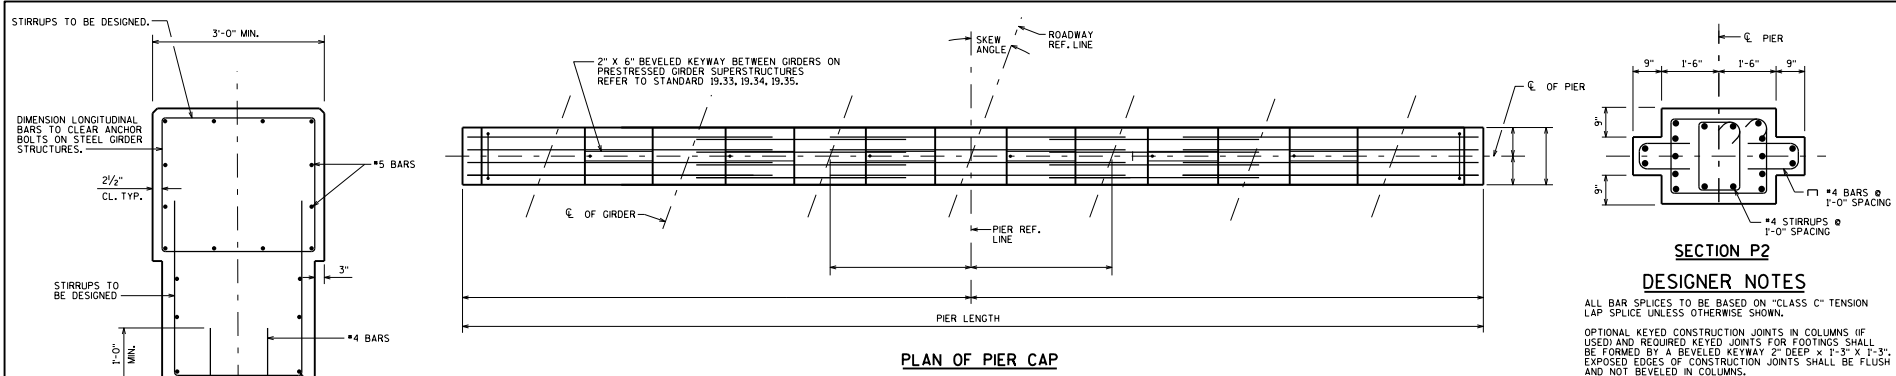 STIRRUPS TO BE DESIGNED.
3'-0" MIN.
DIMENSION LONGITUDINAL
BARS TO CLEAR ANCHOR
BOLTS ON STEEL GIRDER
STRUCTURES.
#5 BARS
2½"
CL. TYP.
3"
STIRRUPS TO
BE DESIGNED
#4 BARS
1'-0"
MIN.
2" X 6" BEVELED KEYWAY BETWEEN GIRDERS ON
PRESTRESSED GIRDER SUPERSTRUCTURES
REFER TO STANDARD 19.33, 19.34, 19.35.
SKEW
ANGLE
ROADWAY
REF. LINE
℄ OF PIER
℄ OF GIRDER
PIER REF.
LINE
PIER LENGTH
PLAN OF PIER CAP
℄ PIER
9"
1'-6"
1'-6"
9"
9"
9"
#4 BARS @
1'-0" SPACING
#4 STIRRUPS @
1'-0" SPACING
SECTION P2
DESIGNER NOTES
ALL BAR SPLICES TO BE BASED ON "CLASS C" TENSION
LAP SPLICE UNLESS OTHERWISE SHOWN.
OPTIONAL KEYED CONSTRUCTION JOINTS IN COLUMNS (IF
USED) AND REQUIRED KEYED JOINTS FOR FOOTINGS SHALL
BE FORMED BY A BEVELED KEYWAY 2" DEEP x 1'-3" X 1'-3".
EXPOSED EDGES OF CONSTRUCTION JOINTS SHALL BE FLUSH
AND NOT BEVELED IN COLUMNS.